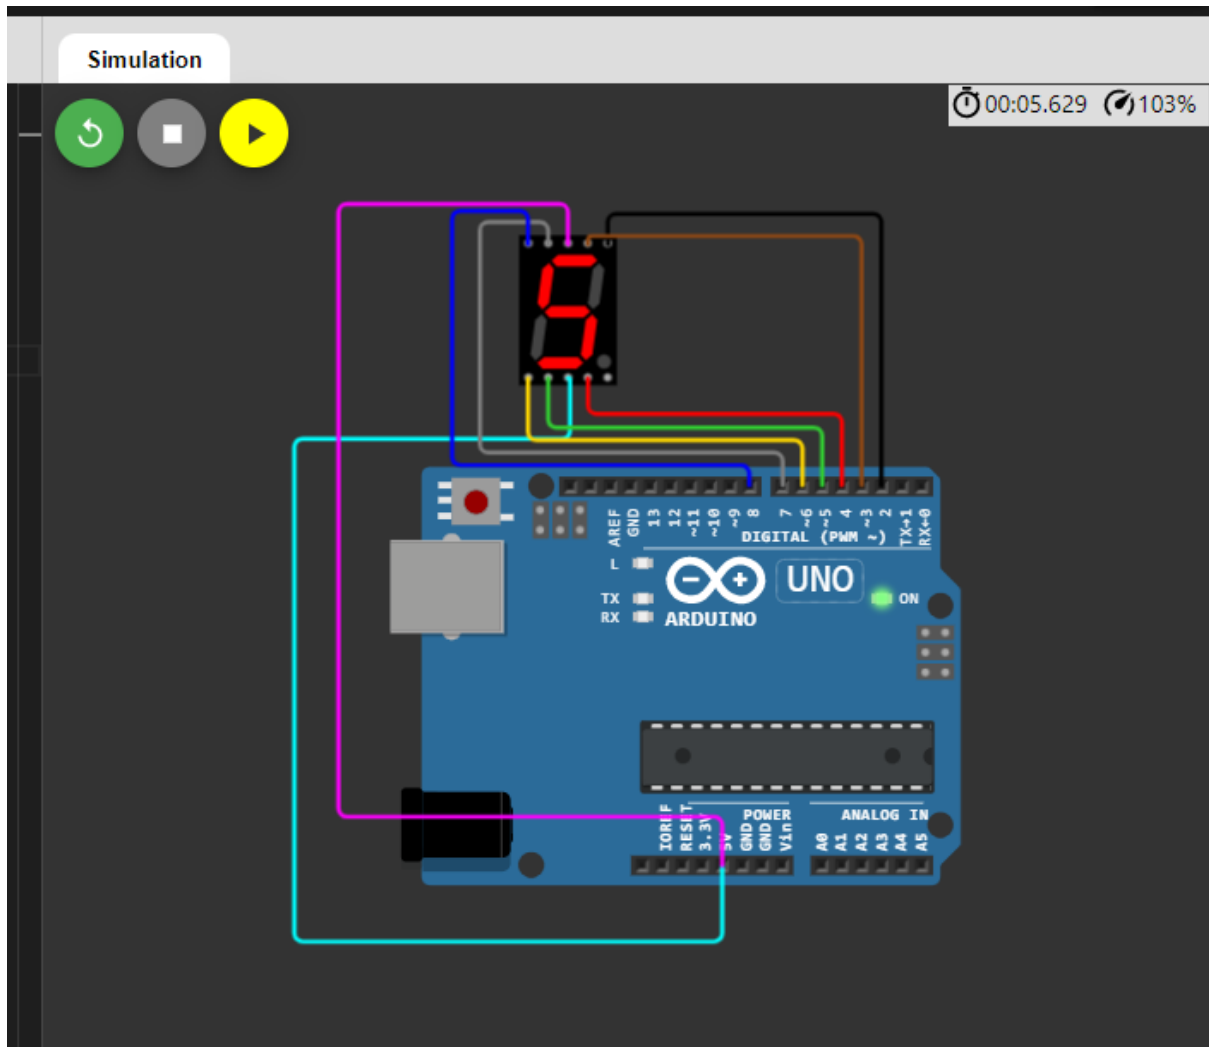 Simulation
00:05.629 103%
AREF
GND
13
12
~11
~10
~9
8
7
~6
~5
4
~3
2
TX→1
RX←0
DIGITAL (PWM ~)
L
TX
RX
ARDUINO
UNO
ON
IOREF
RESET
3.3V
5V
GND
GND
Vin
POWER
ANALOG IN
A0
A1
A2
A3
A4
A5
5